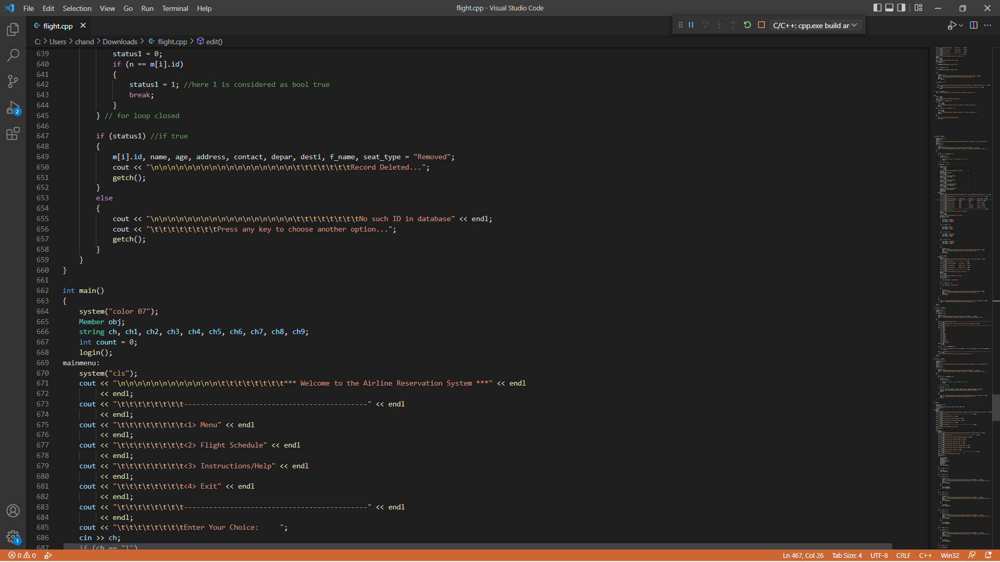 File Edit Selection View Go Run Terminal Help
flight.cpp - Visual Studio Code
flight.cpp
C/C++: cpp.exe build ar
C: > Users > chand > Downloads > flight.cpp > edit()
639 status1 = 0;
640 if (n == m[i].id)
641 {
642 status1 = 1; //here 1 is considered as bool true
643 break;
644 }
645 } // for loop closed
646
647 if (status1) //if true
648 {
649 m[i].id, name, age, address, contact, depar, desti, f_name, seat_type = "Removed";
650 cout << "\n\n\n\n\n\n\n\n\n\n\n\n\n\n\n\n\n\t\t\t\t\t\t\tRecord Deleted...";
651 getch();
652 }
653 else
654 {
655 cout << "\n\n\n\n\n\n\n\n\n\n\n\n\n\n\n\n\n\t\t\t\t\t\t\t\tNo such ID in database" << endl;
656 cout << "\t\t\t\t\t\t\t\tPress any key to choose another option...";
657 getch();
658 }
659 }
660 }
661
662 int main()
663 {
664 system("color 07");
665 Member obj;
666 string ch, ch1, ch2, ch3, ch4, ch5, ch6, ch7, ch8, ch9;
667 int count = 0;
668 login();
669 mainmenu:
670 system("cls");
671 cout << "\n\n\n\n\n\n\n\n\n\n\n\n\t\t\t\t\t\t\t\t*** Welcome to the Airline Reservation System ***" << endl
672 << endl;
673 cout << "\t\t\t\t\t\t\t\t--------------------------------------------" << endl
674 << endl;
675 cout << "\t\t\t\t\t\t\t\t<1> Menu" << endl
676 << endl;
677 cout << "\t\t\t\t\t\t\t\t<2> Flight Schedule" << endl
678 << endl;
679 cout << "\t\t\t\t\t\t\t\t<3> Instructions/Help" << endl
680 << endl;
681 cout << "\t\t\t\t\t\t\t\t<4> Exit" << endl
682 << endl;
683 cout << "\t\t\t\t\t\t\t\t--------------------------------------------" << endl
684 << endl;
685 cout << "\t\t\t\t\t\t\t\tEnter Your Choice:     ";
686 cin >> ch;
687 if (ch == "1")
2
1
0 0
Ln 467, Col 26 Tab Size: 4 UTF-8 CRLF C++ Win32